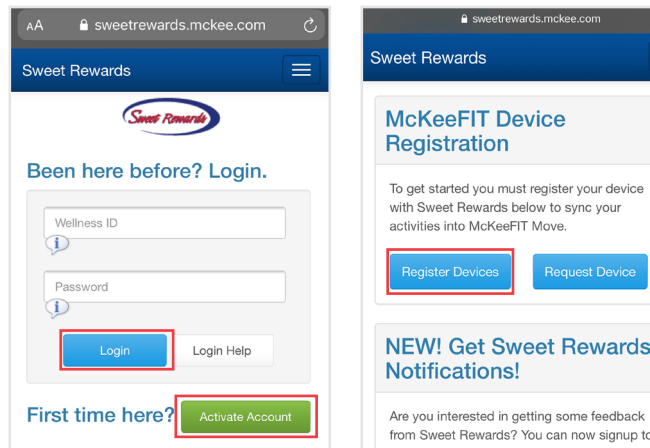 AA sweetrewards.mckee.com
Sweet Rewards
Sweet Rewards
Been here before? Login.
Wellness ID
i
Password
i
Login
Login Help
First time here?
Activate Account
sweetrewards.mckee.com
Sweet Rewards
McKeeFIT Device
Registration
To get started you must register your device
with Sweet Rewards below to sync your
activities into McKeeFIT Move.
Register Devices
Request Device
NEW! Get Sweet Rewards
Notifications!
Are you interested in getting some feedback
from Sweet Rewards? You can now signup to